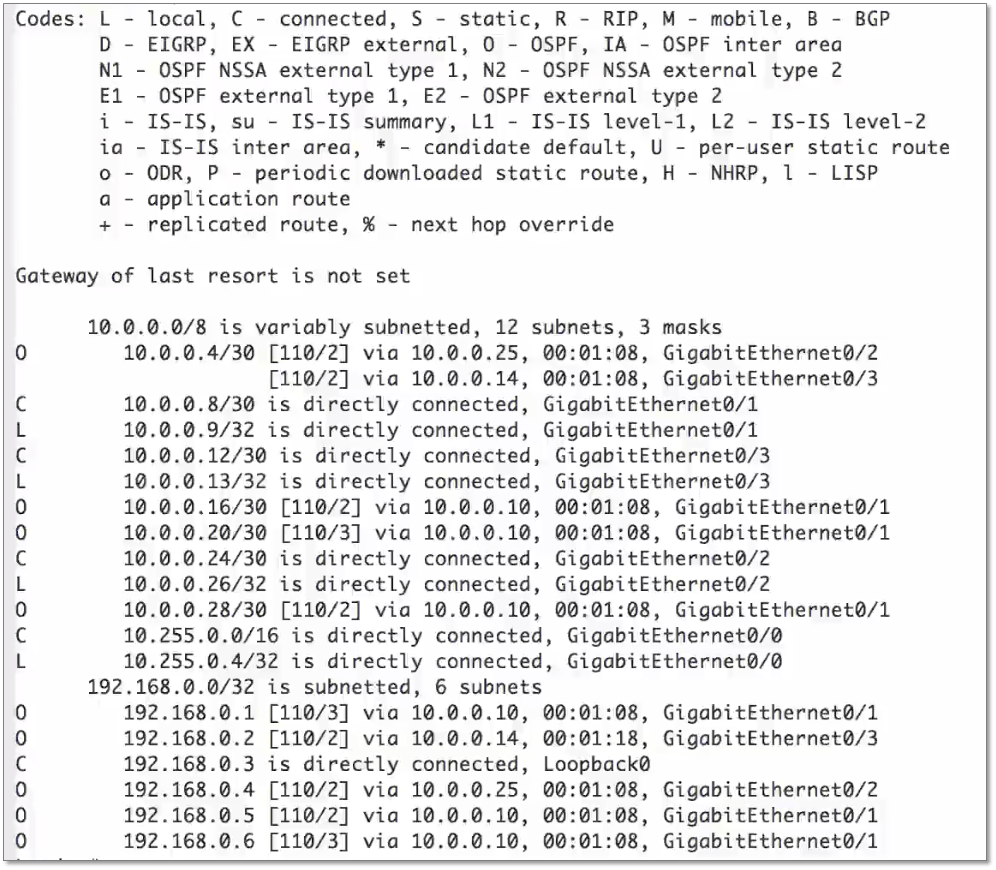 Codes: L - local, C - connected, S - static, R - RIP, M - mobile, B - BGP
D - EIGRP, EX - EIGRP external, O - OSPF, IA - OSPF inter area
N1 - OSPF NSSA external type 1, N2 - OSPF NSSA external type 2
E1 - OSPF external type 1, E2 - OSPF external type 2
i - IS-IS, su - IS-IS summary, L1 - IS-IS level-1, L2 - IS-IS level-2
ia - IS-IS inter area, * - candidate default, U - per-user static route
o - ODR, P - periodic downloaded static route, H - NHRP, l - LISP
a - application route
+ - replicated route, % - next hop override
Gateway of last resort is not set
10.0.0.0/8 is variably subnetted, 12 subnets, 3 masks
O 10.0.0.4/30 [110/2] via 10.0.0.25, 00:01:08, GigabitEthernet0/2
[110/2] via 10.0.0.14, 00:01:08, GigabitEthernet0/3
C 10.0.0.8/30 is directly connected, GigabitEthernet0/1
L 10.0.0.9/32 is directly connected, GigabitEthernet0/1
C 10.0.0.12/30 is directly connected, GigabitEthernet0/3
L 10.0.0.13/32 is directly connected, GigabitEthernet0/3
O 10.0.0.16/30 [110/2] via 10.0.0.10, 00:01:08, GigabitEthernet0/1
O 10.0.0.20/30 [110/3] via 10.0.0.10, 00:01:08, GigabitEthernet0/1
C 10.0.0.24/30 is directly connected, GigabitEthernet0/2
L 10.0.0.26/32 is directly connected, GigabitEthernet0/2
O 10.0.0.28/30 [110/2] via 10.0.0.10, 00:01:08, GigabitEthernet0/1
C 10.255.0.0/16 is directly connected, GigabitEthernet0/0
L 10.255.0.4/32 is directly connected, GigabitEthernet0/0
192.168.0.0/32 is subnetted, 6 subnets
O 192.168.0.1 [110/3] via 10.0.0.10, 00:01:08, GigabitEthernet0/1
O 192.168.0.2 [110/2] via 10.0.0.14, 00:01:18, GigabitEthernet0/3
C 192.168.0.3 is directly connected, Loopback0
O 192.168.0.4 [110/2] via 10.0.0.25, 00:01:08, GigabitEthernet0/2
O 192.168.0.5 [110/2] via 10.0.0.10, 00:01:08, GigabitEthernet0/1
O 192.168.0.6 [110/3] via 10.0.0.10, 00:01:08, GigabitEthernet0/1